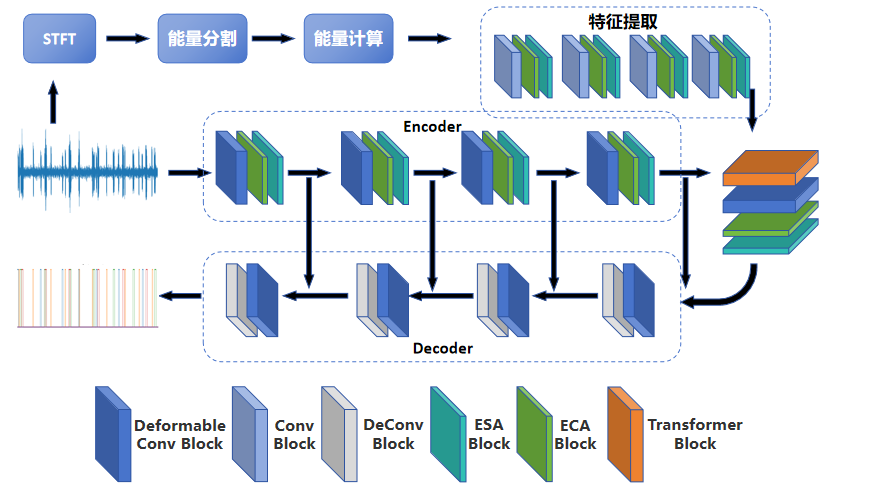 STFT
能量分割
能量计算
特征提取
Encoder
Decoder
Deformable
Conv Block
Conv
Block
DeConv
Block
ESA
Block
ECA
Block
Transformer
Block